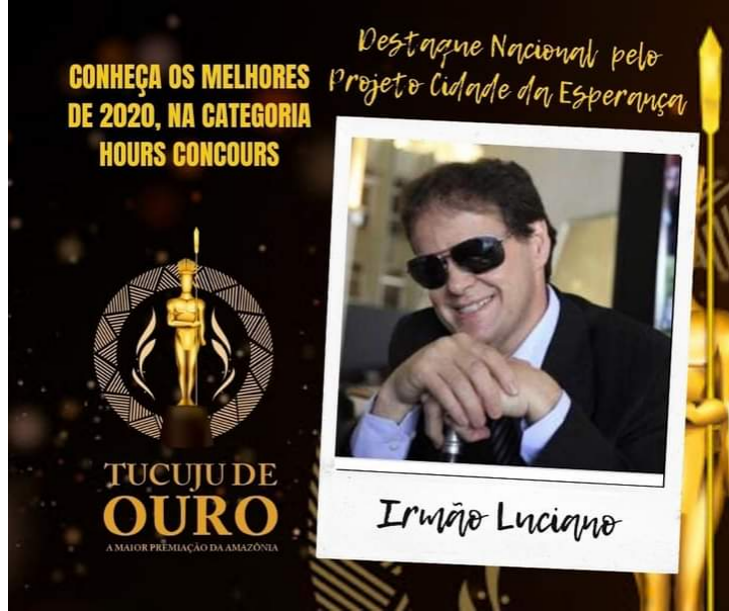 CONHEÇA OS MELHORES
DE 2020, NA CATEGORIA
HOURS CONCOURS
Destaque Nacional pelo
Projeto Cidade da Esperança
TUCUJU DE
OURO
A MAIOR PREMIAÇÃO DA AMAZÔNIA
Irmão Luciano